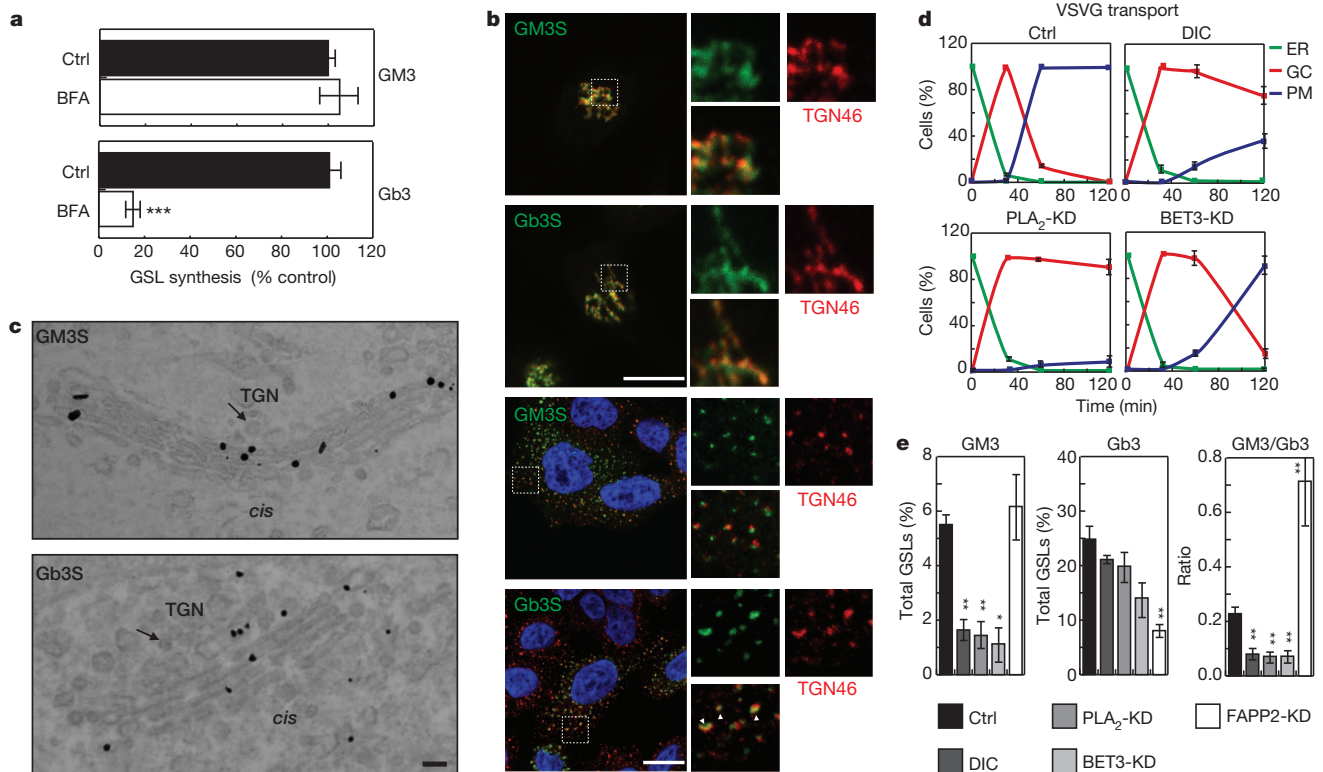 a
Ctrl
BFA
GM3
Ctrl
BFA
***
Gb3
0 20 40 60 80 100 120
GSL synthesis (% control)
b
GM3S
TGN46
Gb3S
TGN46
GM3S
TGN46
Gb3S
TGN46
c
GM3S
TGN
cis
Gb3S
TGN
cis
d
VSVG transport
Ctrl
DIC
ER
GC
PM
120
80
40
0
Cells (%)
PLA2-KD
BET3-KD
120
80
40
0
Cells (%)
0 40 80 120 0 40 80 120
Time (min)
e
GM3
8
6
4
2
0
Total GSLs (%)
** ** *
Gb3
40
30
20
10
0
Total GSLs (%)
**
GM3/Gb3
0.8
0.6
0.4
0.2
0.0
Ratio
** ** ** **
Ctrl
PLA2-KD
FAPP2-KD
DIC
BET3-KD